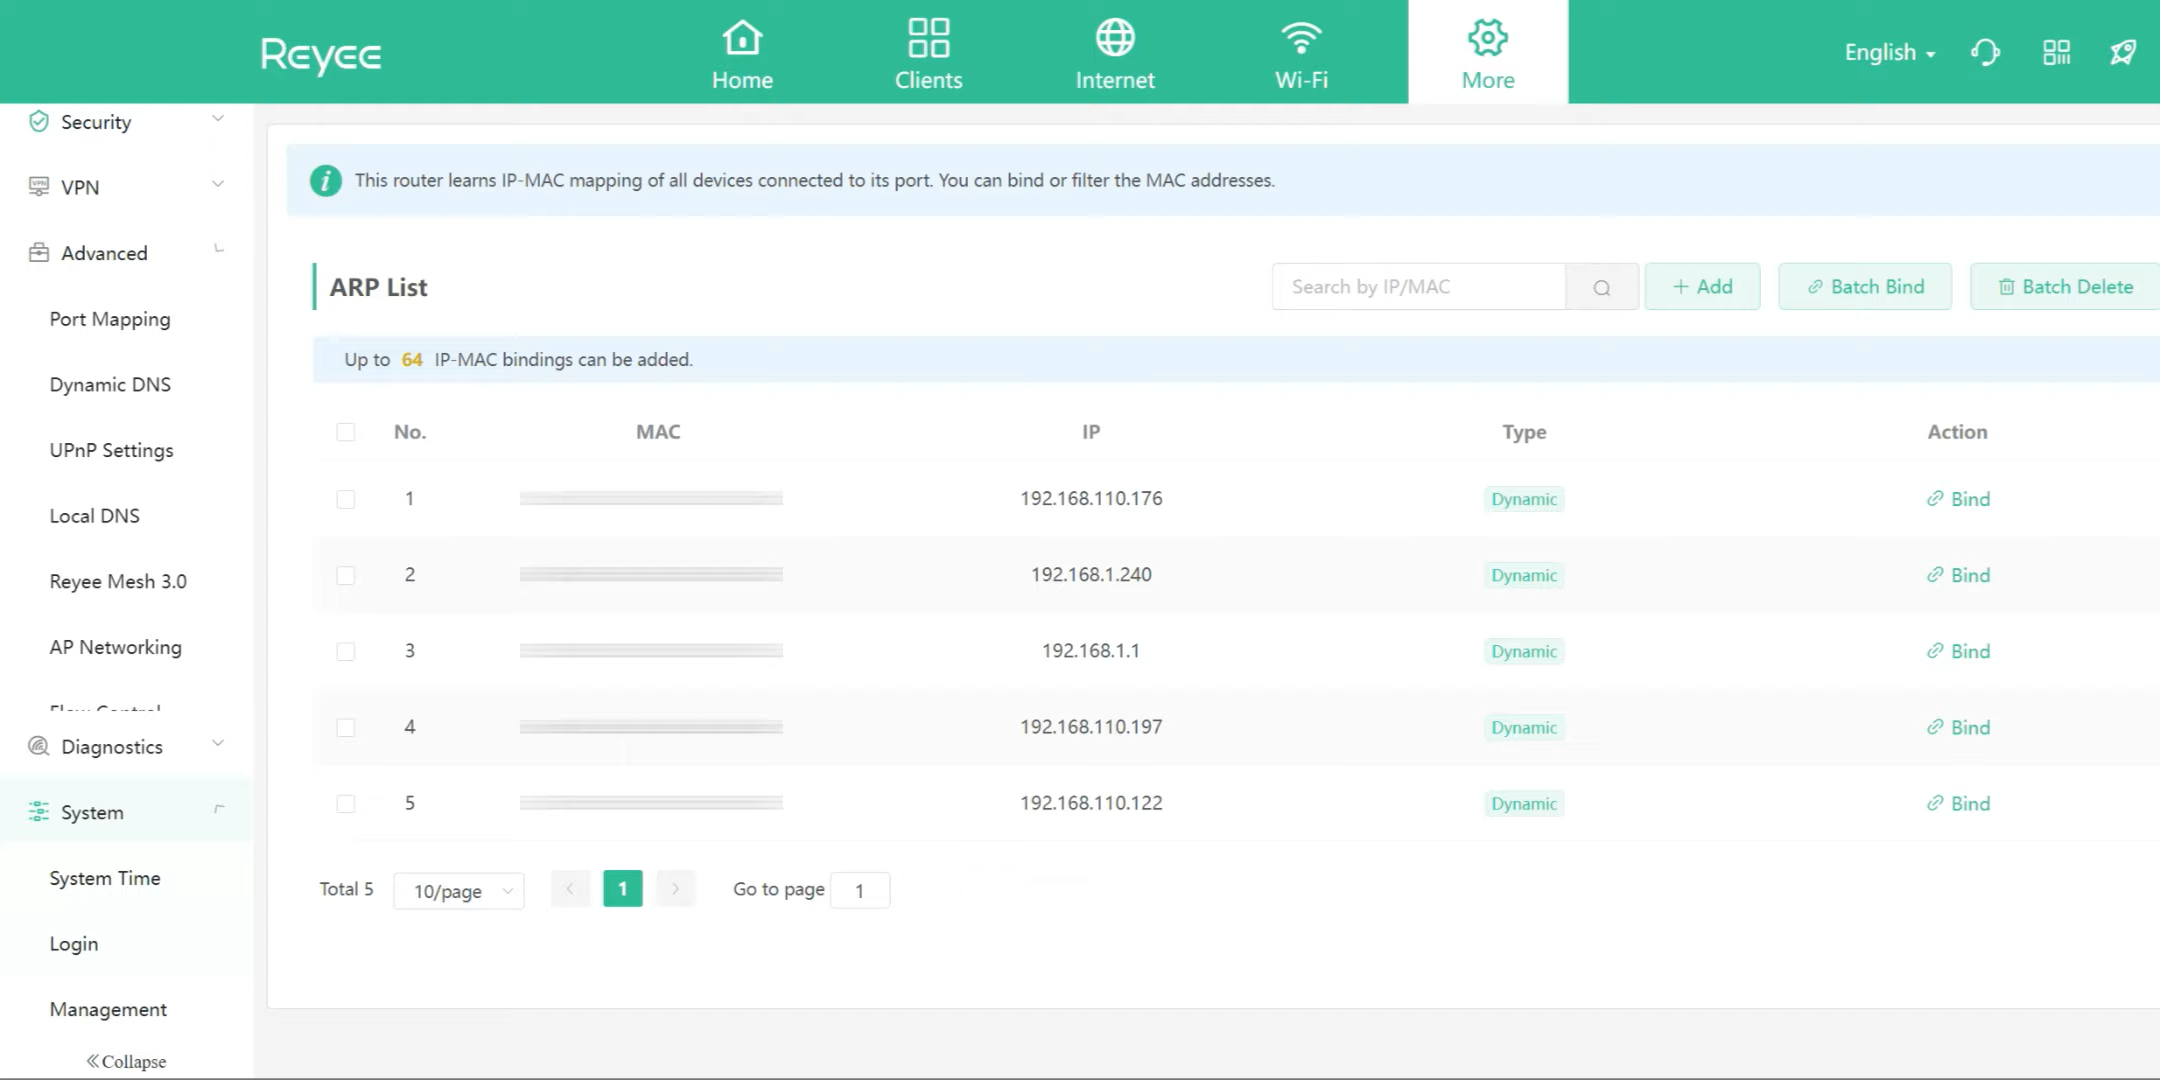 Reyee
Home
Clients
Internet
Wi-Fi
More
English
Security
VPN
Advanced
Port Mapping
Dynamic DNS
UPnP Settings
Local DNS
Reyee Mesh 3.0
AP Networking
Flow Control
Diagnostics
System
System Time
Login
Management
Collapse
This router learns IP-MAC mapping of all devices connected to its port. You can bind or filter the MAC addresses.
ARP List
Search by IP/MAC
+ Add
Batch Bind
Batch Delete
Up to 64 IP-MAC bindings can be added.
No. MAC IP Type Action
1 192.168.110.176 Dynamic Bind
2 192.168.1.240 Dynamic Bind
3 192.168.1.1 Dynamic Bind
4 192.168.110.197 Dynamic Bind
5 192.168.110.122 Dynamic Bind
Total 5 10/page < 1 > Go to page 1